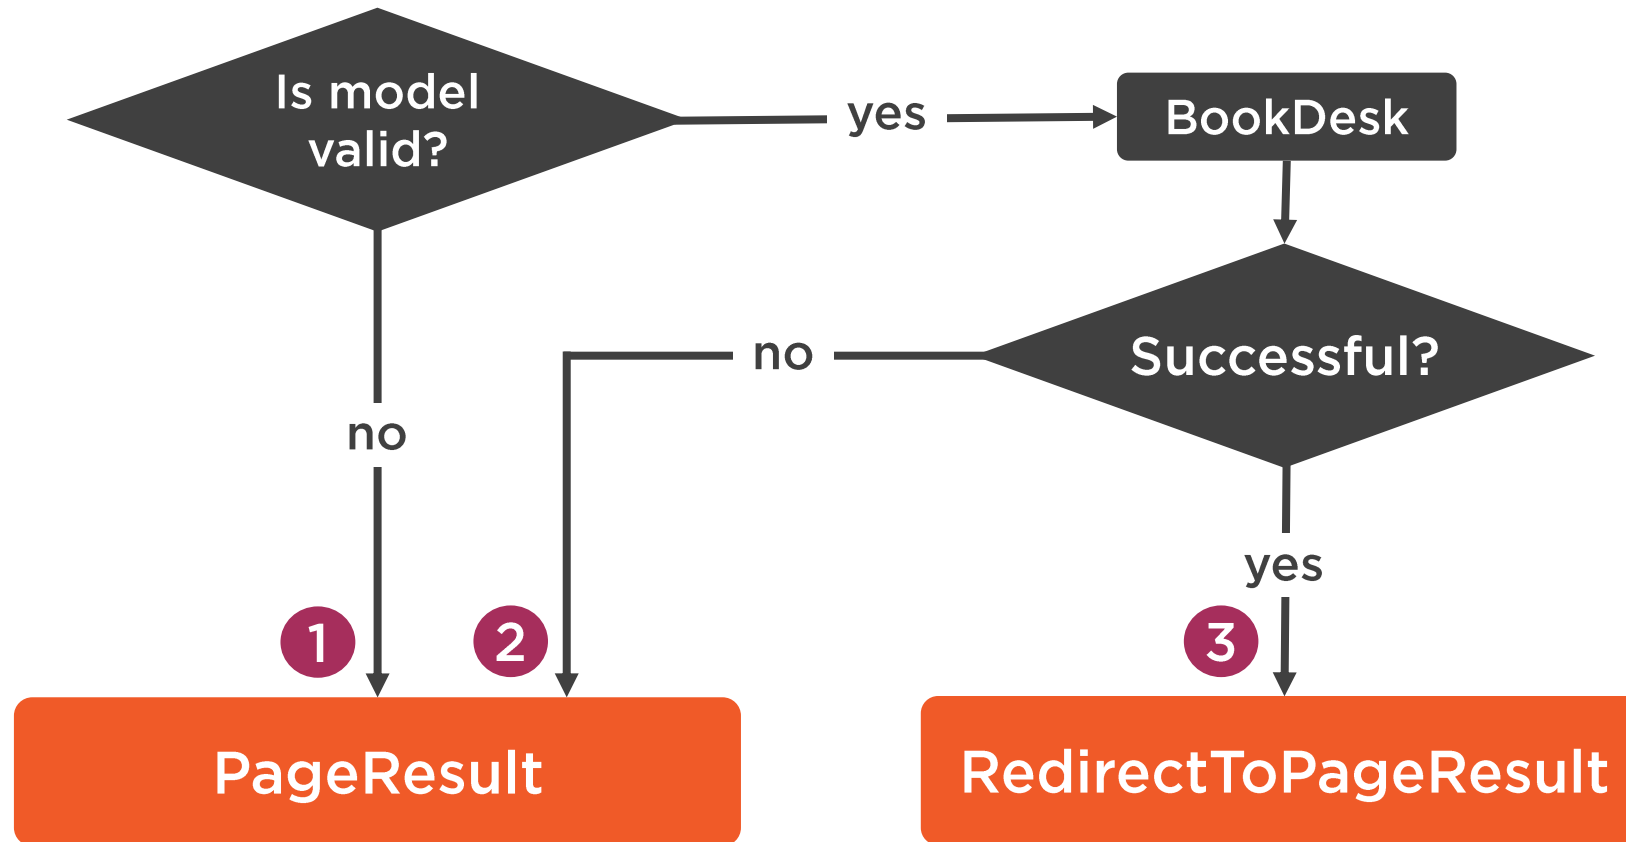 Is model
valid?
yes
BookDesk
no
Successful?
no
yes
1
2
3
PageResult
RedirectToPageResult